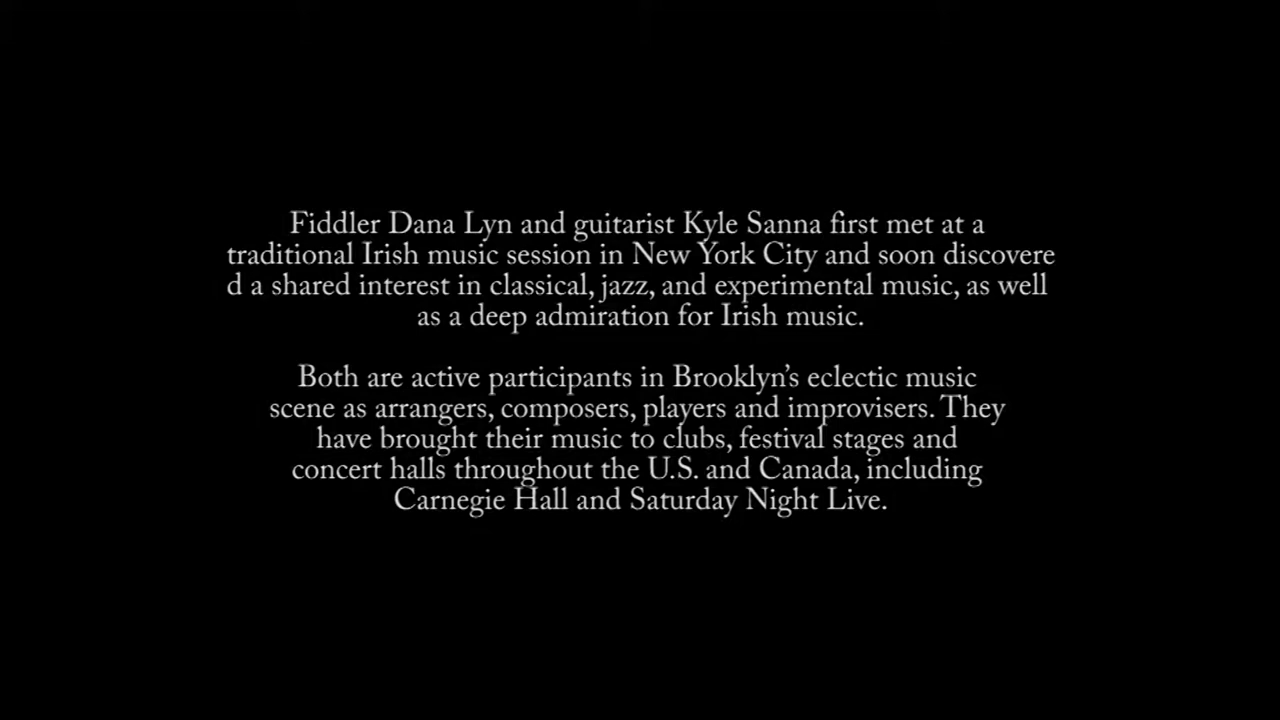 Fiddler Dana Lyn and guitarist Kyle Sanna first met at a
traditional Irish music session in New York City and soon discovere
d a shared interest in classical, jazz, and experimental music, as well
as a deep admiration for Irish music.
Both are active participants in Brooklyn’s eclectic music
scene as arrangers, composers, players and improvisers. They
have brought their music to clubs, festival stages and
concert halls throughout the U.S. and Canada, including
Carnegie Hall and Saturday Night Live.